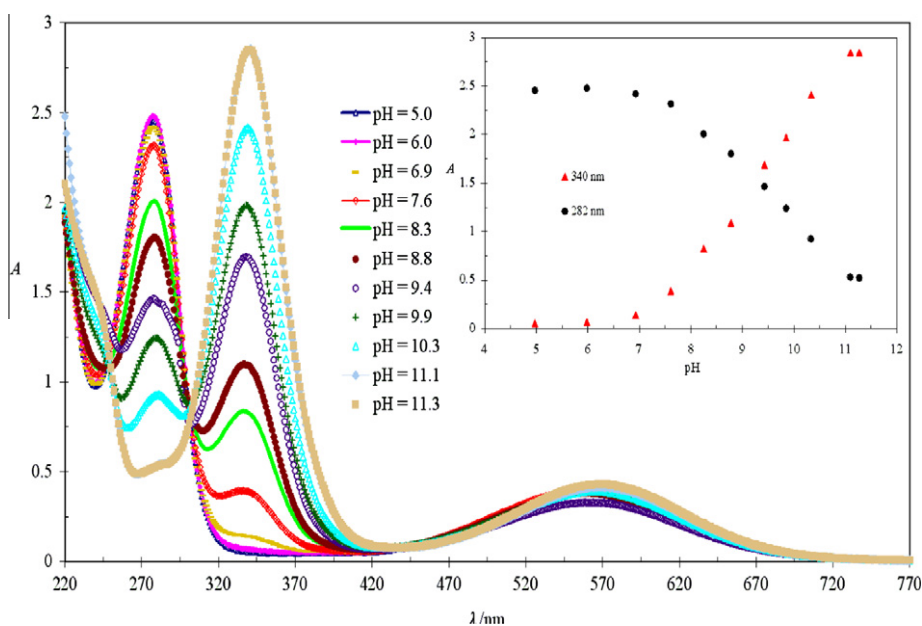 3
2.5
2
1.5
1
0.5
0
A
220
270
320
370
420
470
520
570
620
670
720
770
λ/nm
pH = 5.0
pH = 6.0
pH = 6.9
pH = 7.6
pH = 8.3
pH = 8.8
pH = 9.4
pH = 9.9
pH = 10.3
pH = 11.1
pH = 11.3
3
2.5
2
1.5
1
0.5
0
A
340 nm
282 nm
4
5
6
7
8
9
10
11
12
pH